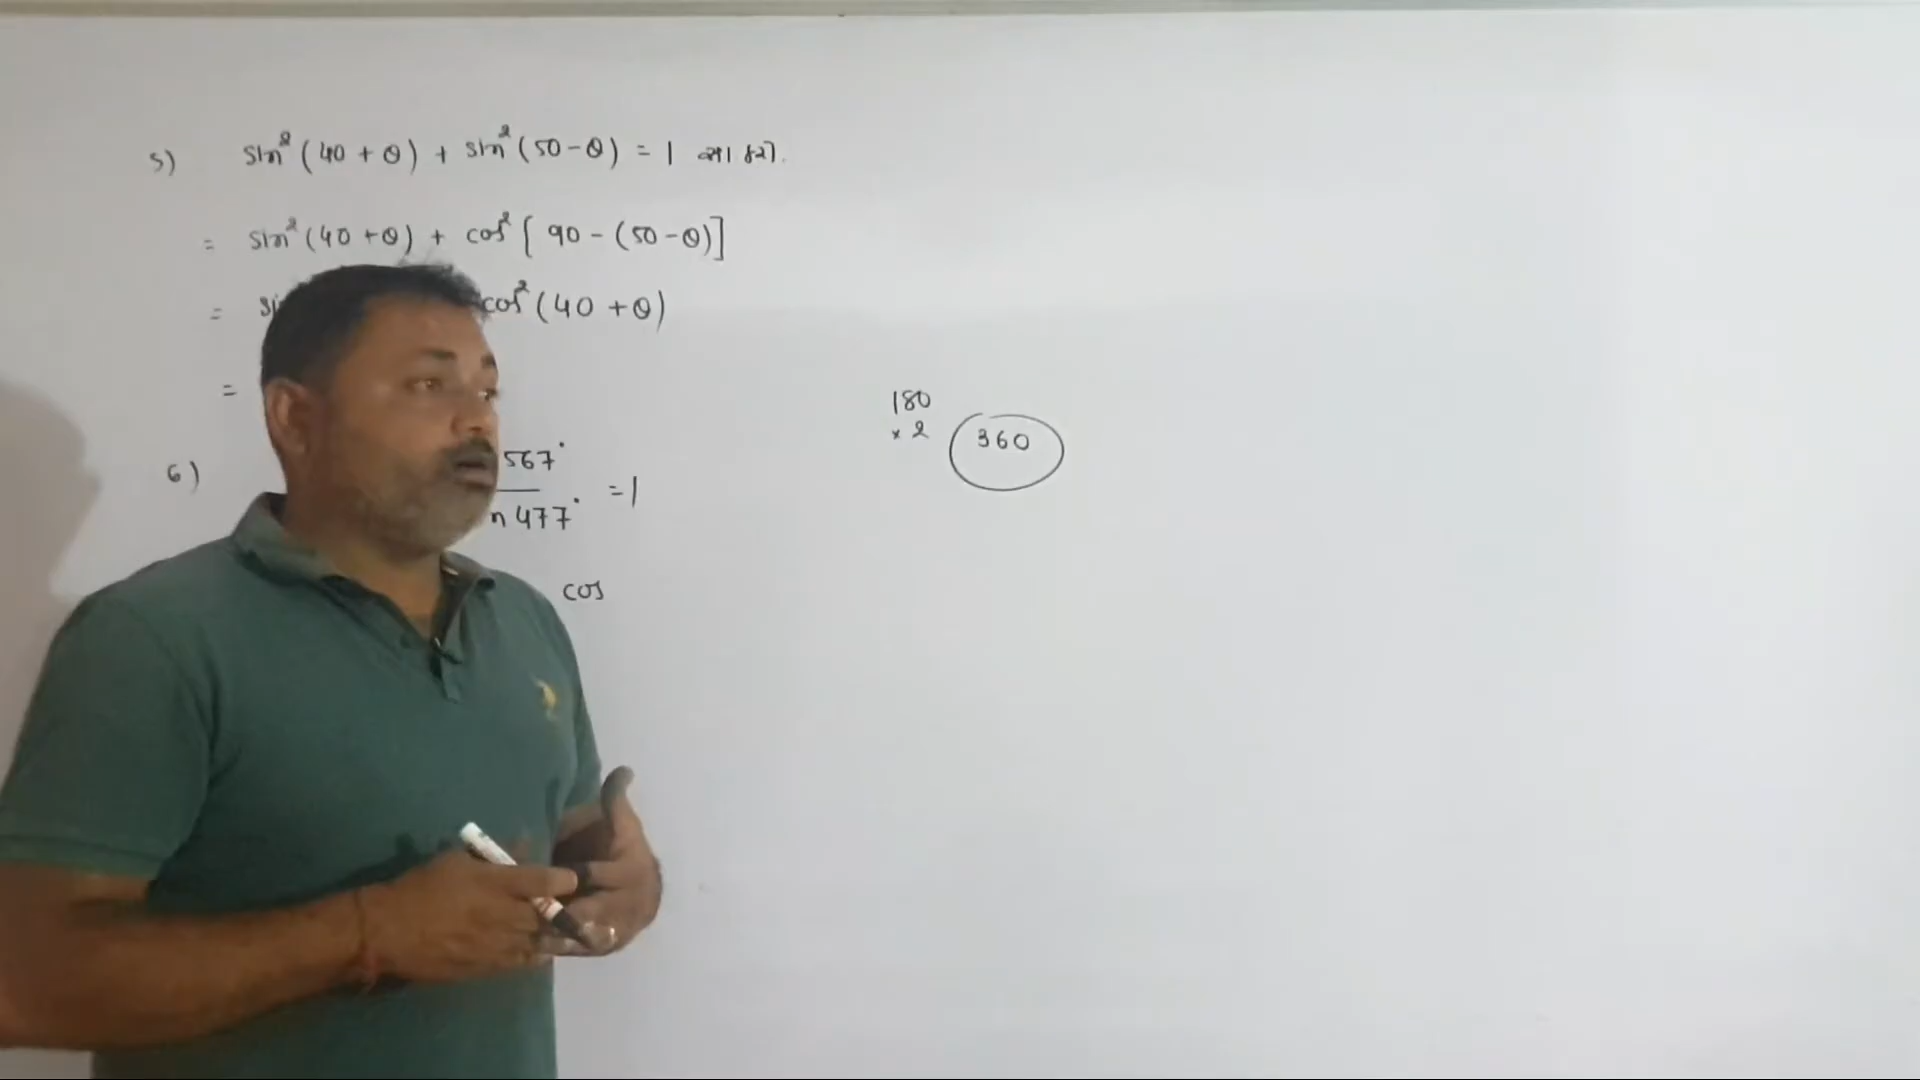 5) sin²(40 + θ) + sin²(50 - θ) = 1
= sin²(40 + θ) + cos²[90 - (50 - θ)]
= cos²(40 + θ)
=
180
× 2 360
6) 567°
477° = 1
cos